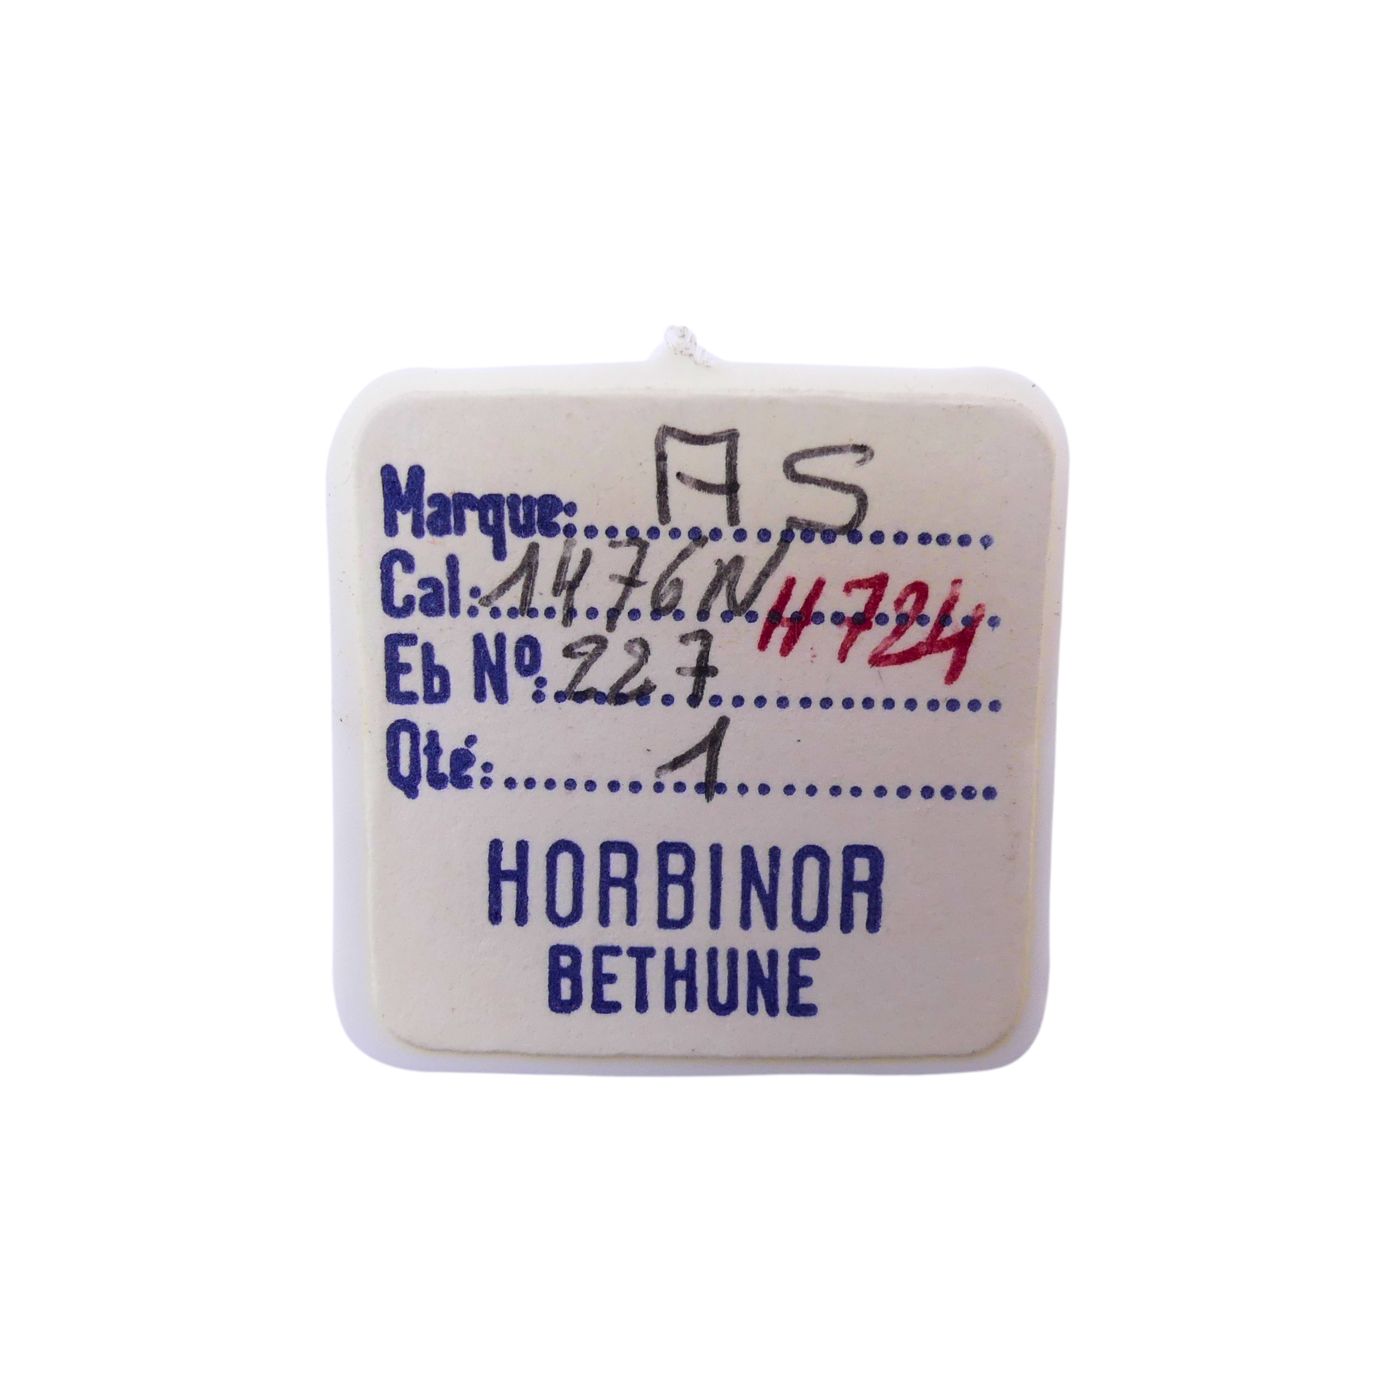 Marque: AS
Cal: 1476N H724
Eb Nº: 227
Qté: 1
HORBINOR
BETHUNE